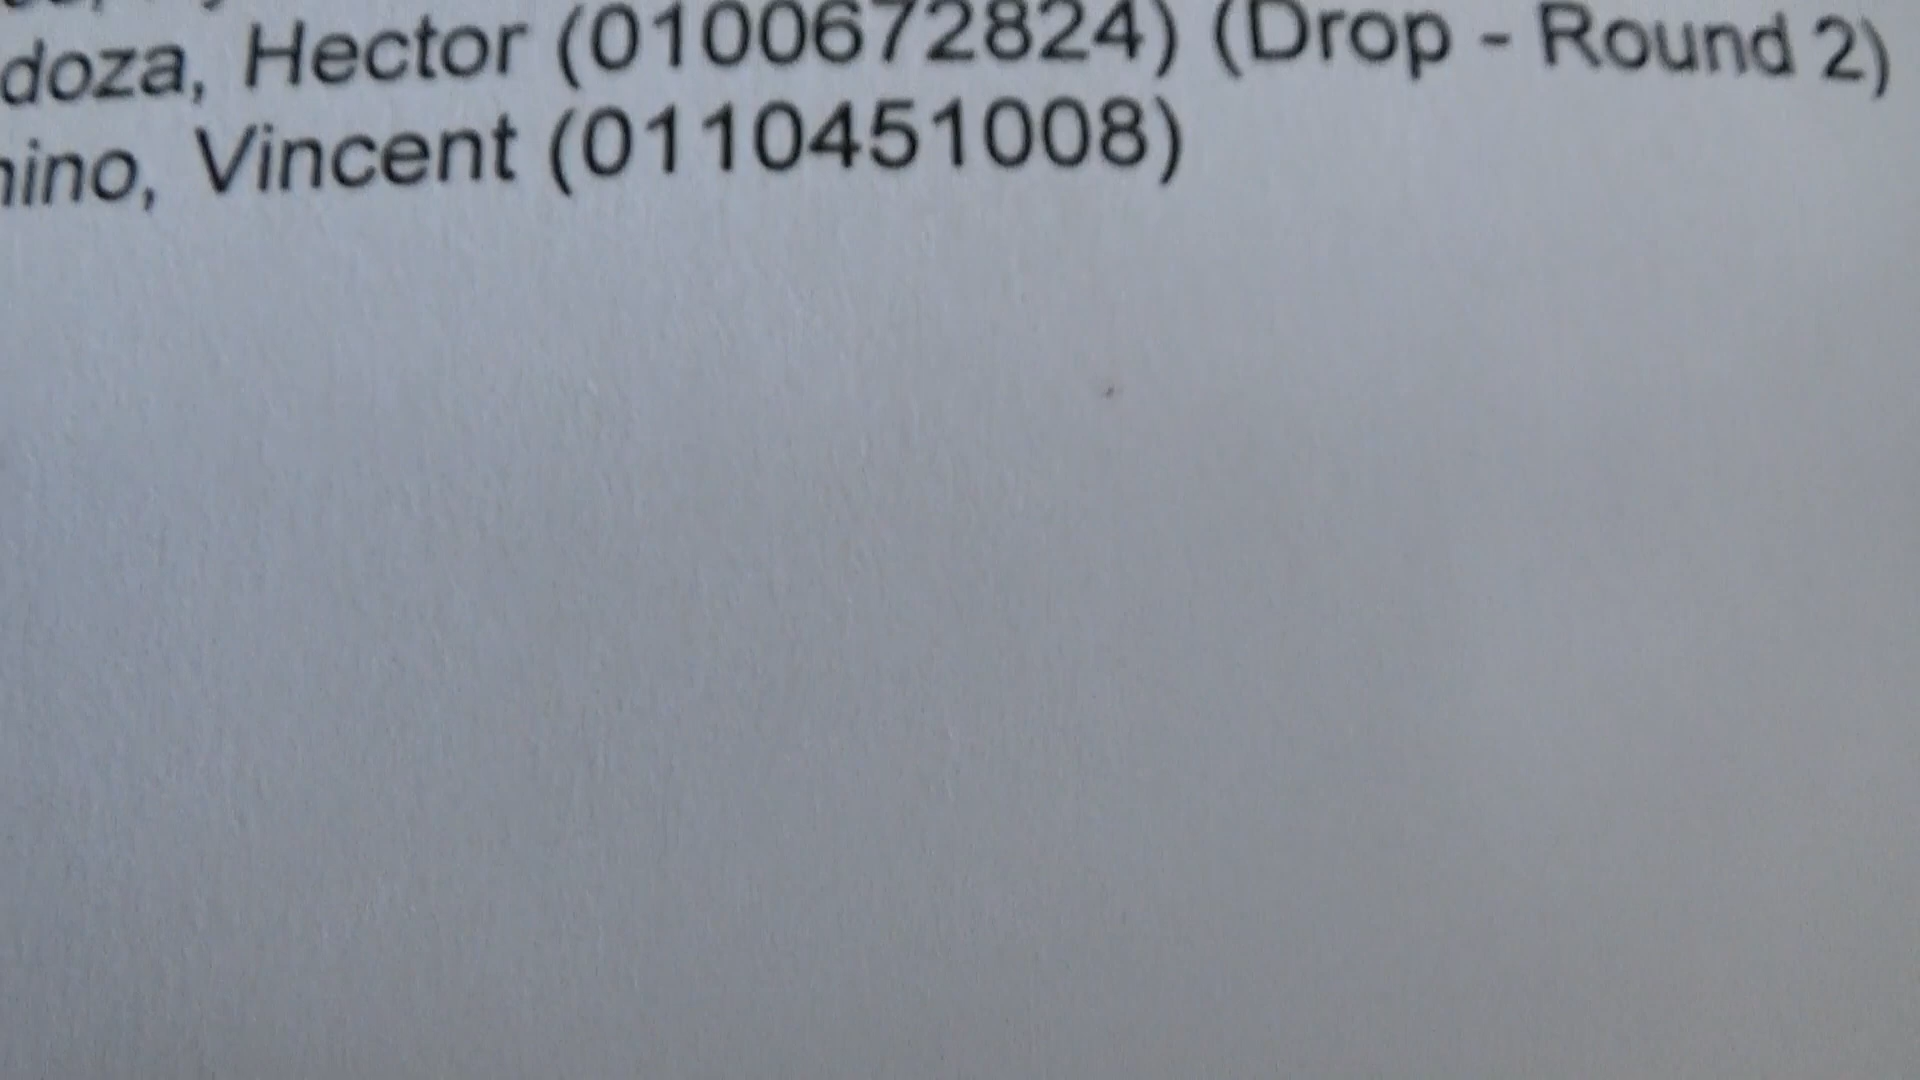 doza, Hector (0100672824) (Drop - Round 2)
nino, Vincent (0110451008)